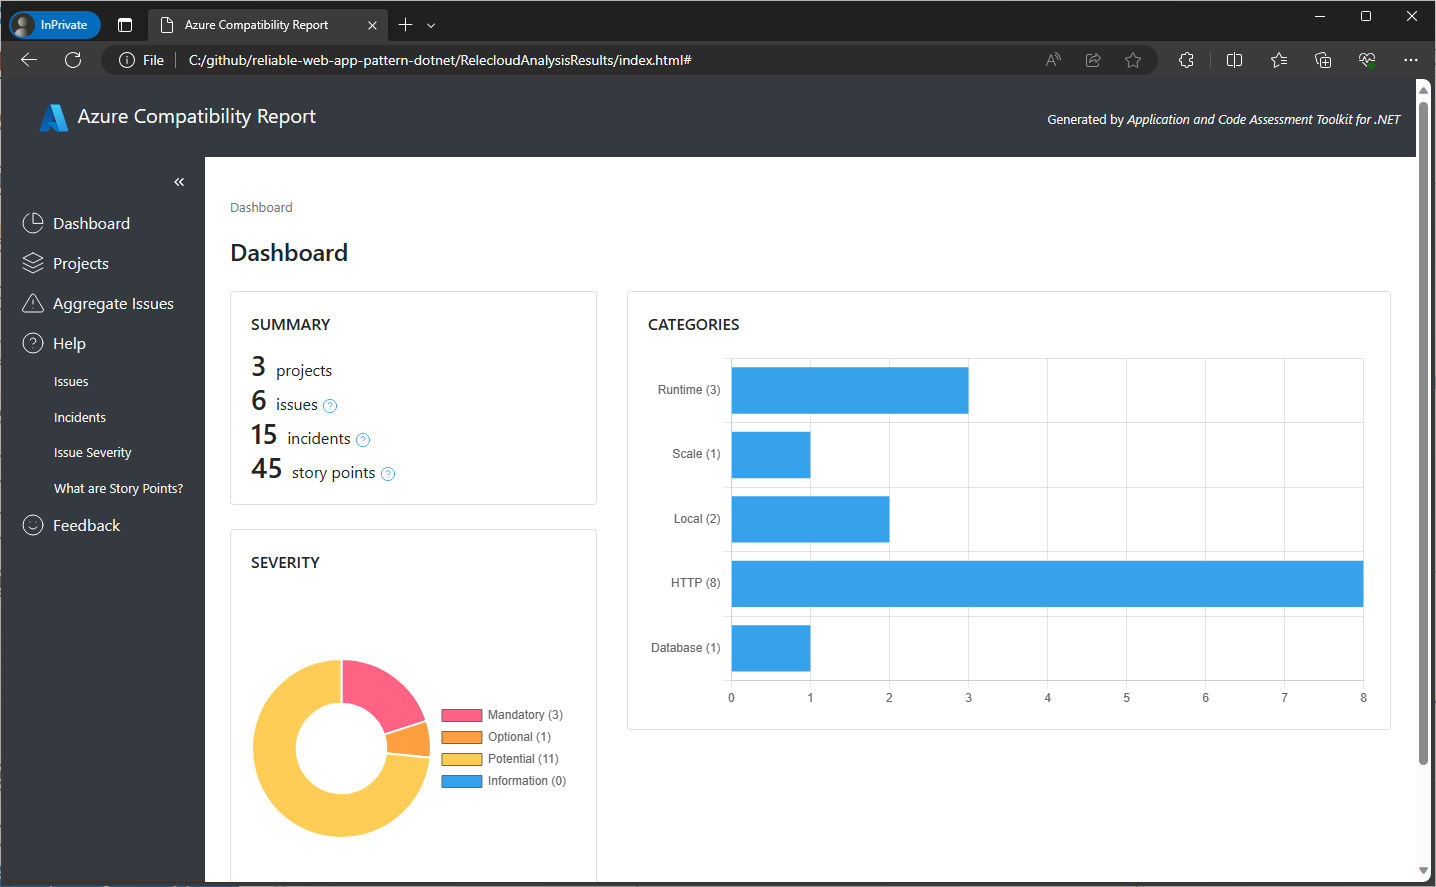 InPrivate
Azure Compatibility Report
File
C:/github/reliable-web-app-pattern-dotnet/RelecloudAnalysisResults/index.html#
Azure Compatibility Report
Generated by Application and Code Assessment Toolkit for .NET
Dashboard
Projects
Aggregate Issues
Help
Issues
Incidents
Issue Severity
What are Story Points?
Feedback
Dashboard
Dashboard
SUMMARY
3 projects
6 issues ?
15 incidents ?
45 story points ?
SEVERITY
Mandatory (3)
Optional (1)
Potential (11)
Information (0)
CATEGORIES
Runtime (3)
Scale (1)
Local (2)
HTTP (8)
Database (1)
0 1 2 3 4 5 6 7 8